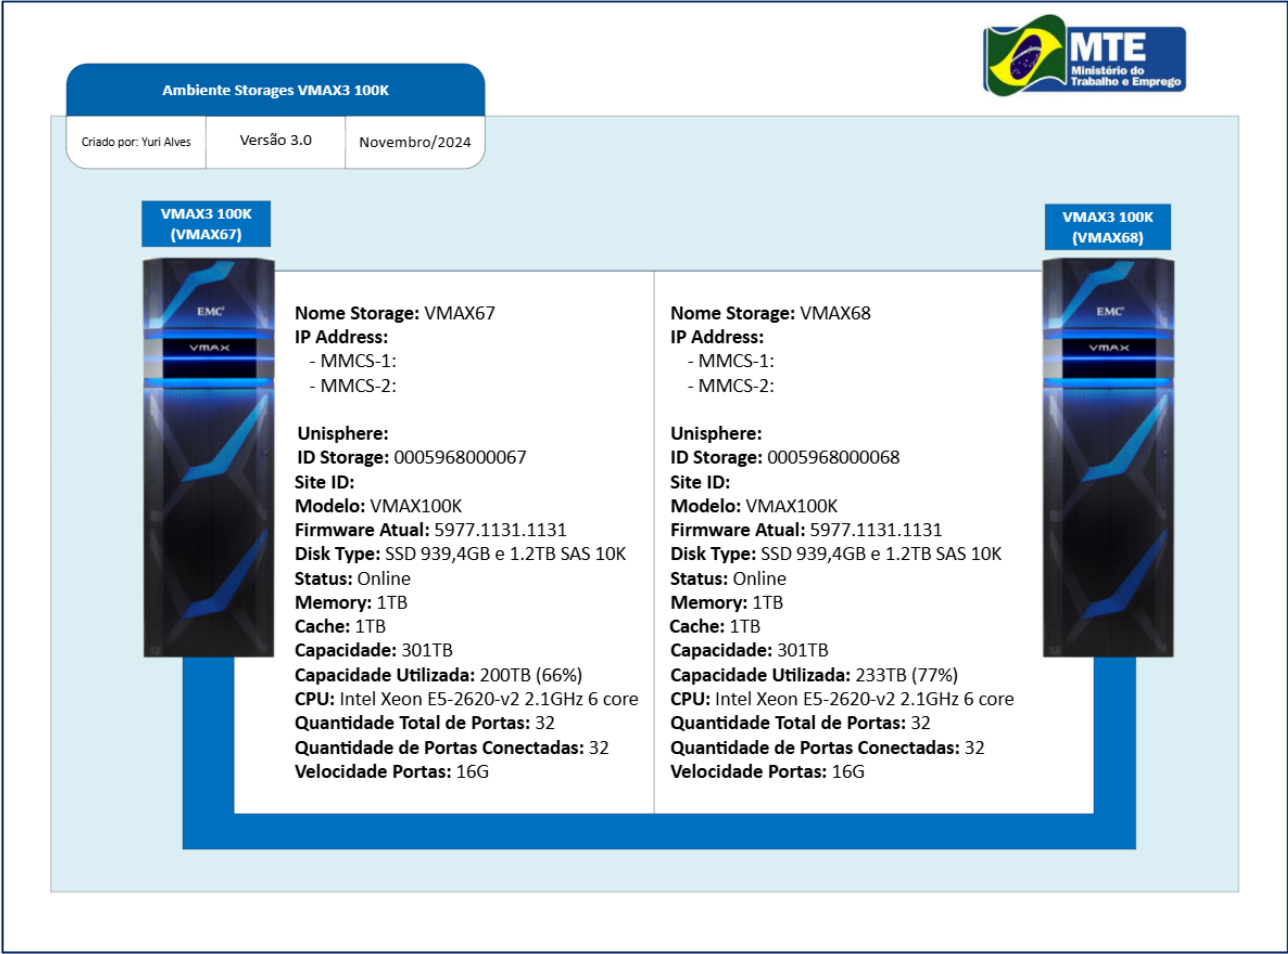 MTE
Ministério do
Trabalho e Emprego
Ambiente Storages VMAX3 100K
Criado por: Yuri Alves
Versão 3.0
Novembro/2024
VMAX3 100K
(VMAX67)
EMC²
VMAX
Nome Storage: VMAX67
IP Address:
- MMCS-1:
- MMCS-2:
Unisphere:
ID Storage: 0005968000067
Site ID:
Modelo: VMAX100K
Firmware Atual: 5977.1131.1131
Disk Type: SSD 939,4GB e 1.2TB SAS 10K
Status: Online
Memory: 1TB
Cache: 1TB
Capacidade: 301TB
Capacidade Utilizada: 200TB (66%)
CPU: Intel Xeon E5-2620-v2 2.1GHz 6 core
Quantidade Total de Portas: 32
Quantidade de Portas Conectadas: 32
Velocidade Portas: 16G
Nome Storage: VMAX68
IP Address:
- MMCS-1:
- MMCS-2:
Unisphere:
ID Storage: 0005968000068
Site ID:
Modelo: VMAX100K
Firmware Atual: 5977.1131.1131
Disk Type: SSD 939,4GB e 1.2TB SAS 10K
Status: Online
Memory: 1TB
Cache: 1TB
Capacidade: 301TB
Capacidade Utilizada: 233TB (77%)
CPU: Intel Xeon E5-2620-v2 2.1GHz 6 core
Quantidade Total de Portas: 32
Quantidade de Portas Conectadas: 32
Velocidade Portas: 16G
VMAX3 100K
(VMAX68)
EMC²
VMAX